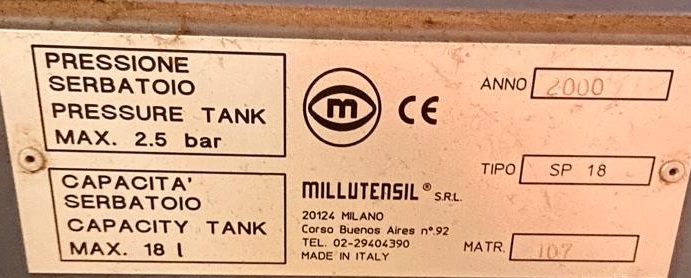 PRESSIONE
SERBATOIO
PRESSURE TANK
MAX. 2.5 bar
CAPACITA'
SERBATOIO
CAPACITY TANK
MAX. 18 l
m CE
MILLUTENSIL® S.R.L.
20124 MILANO
Corso Buenos Aires n°.92
TEL. 02-29404390
MADE IN ITALY
ANNO 2000
TIPO SP 18
MATR. 107